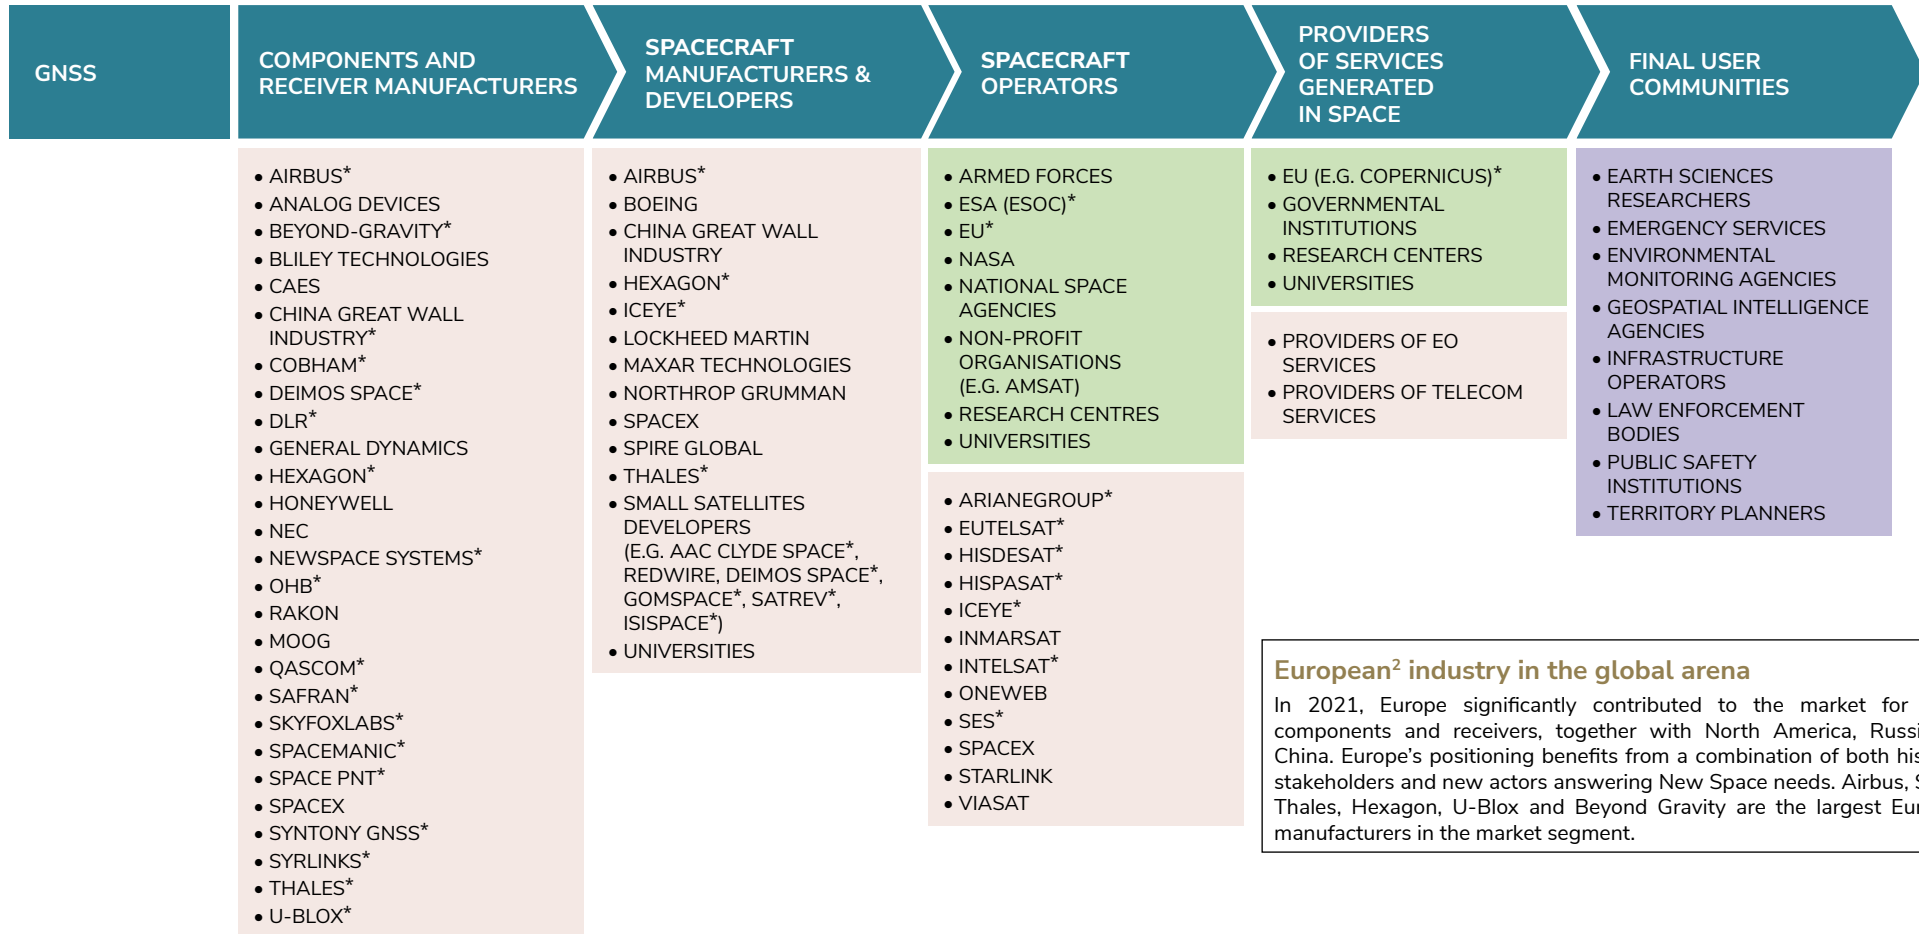 GNSS
COMPONENTS AND
RECEIVER MANUFACTURERS
SPACECRAFT
MANUFACTURERS &
DEVELOPERS
SPACECRAFT
OPERATORS
PROVIDERS
OF SERVICES
GENERATED
IN SPACE
FINAL USER
COMMUNITIES
• AIRBUS*
• ANALOG DEVICES
• BEYOND-GRAVITY*
• BLILEY TECHNOLOGIES
• CAES
• CHINA GREAT WALL
INDUSTRY*
• COBHAM*
• DEIMOS SPACE*
• DLR*
• GENERAL DYNAMICS
• HEXAGON*
• HONEYWELL
• NEC
• NEWSPACE SYSTEMS*
• OHB*
• RAKON
• MOOG
• QASCOM*
• SAFRAN*
• SKYFOXLABS*
• SPACEMANIC*
• SPACE PNT*
• SPACEX
• SYNTONY GNSS*
• SYRLINKS*
• THALES*
• U-BLOX*
• AIRBUS*
• BOEING
• CHINA GREAT WALL
INDUSTRY
• HEXAGON*
• ICEYE*
• LOCKHEED MARTIN
• MAXAR TECHNOLOGIES
• NORTHROP GRUMMAN
• SPACEX
• SPIRE GLOBAL
• THALES*
• SMALL SATELLITES
DEVELOPERS
(E.G. AAC CLYDE SPACE*,
REDWIRE, DEIMOS SPACE*,
GOMSPACE*, SATREV*,
ISISPACE*)
• UNIVERSITIES
• ARMED FORCES
• ESA (ESOC)*
• EU*
• NASA
• NATIONAL SPACE
AGENCIES
• NON-PROFIT
ORGANISATIONS
(E.G. AMSAT)
• RESEARCH CENTRES
• UNIVERSITIES
• ARIANEGROUP*
• EUTELSAT*
• HISDESAT*
• HISPASAT*
• ICEYE*
• INMARSAT
• INTELSAT*
• ONEWEB
• SES*
• SPACEX
• STARLINK
• VIASAT
• EU (E.G. COPERNICUS)*
• GOVERNMENTAL
INSTITUTIONS
• RESEARCH CENTERS
• UNIVERSITIES
• PROVIDERS OF EO
SERVICES
• PROVIDERS OF TELECOM
SERVICES
• EARTH SCIENCES
RESEARCHERS
• EMERGENCY SERVICES
• ENVIRONMENTAL
MONITORING AGENCIES
• GEOSPATIAL INTELLIGENCE
AGENCIES
• INFRASTRUCTURE
OPERATORS
• LAW ENFORCEMENT
BODIES
• PUBLIC SAFETY
INSTITUTIONS
• TERRITORY PLANNERS
European² industry in the global arena
In 2021, Europe significantly contributed to the market for
components and receivers, together with North America,
China. Europe's positioning benefits from a combination of both
stakeholders and new actors answering New Space needs. Airbus,
Thales, Hexagon, U-Blox and Beyond Gravity are the largest
manufacturers in the market segment.